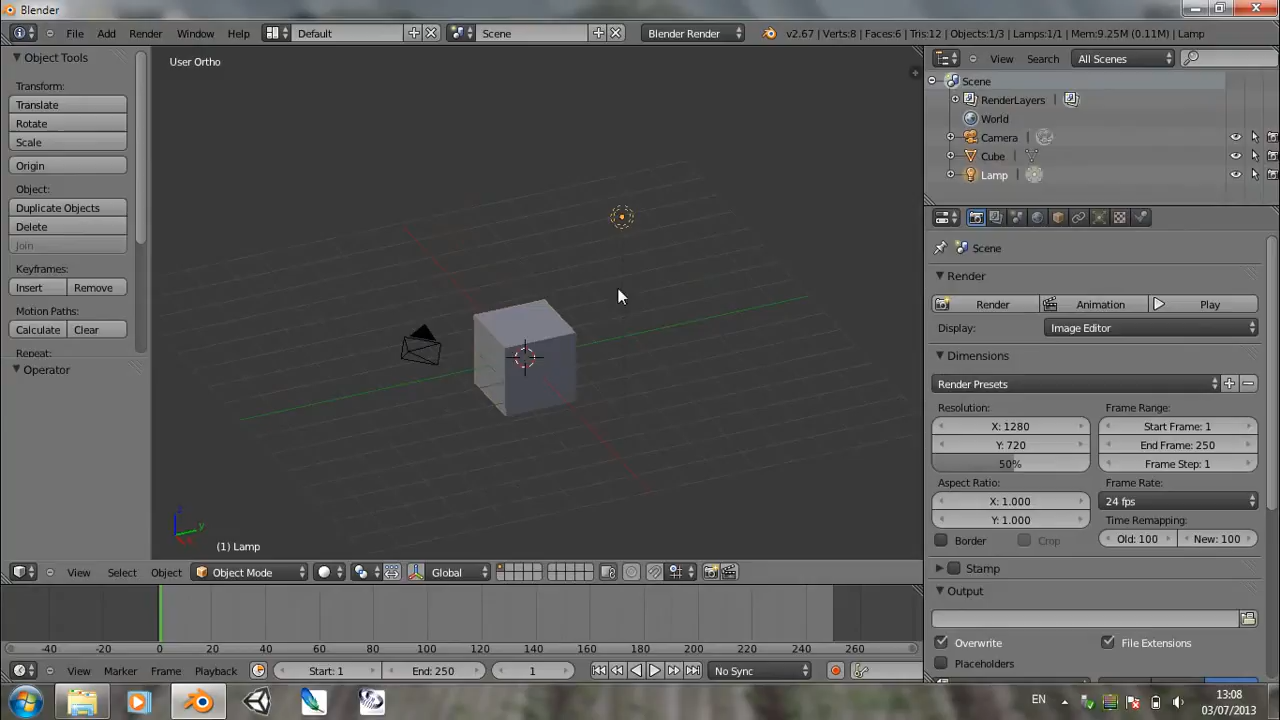 Blender
File Add Render Window Help Default Scene Blender Render v2.67 | Verts:8 | Faces:6 | Tris:12 | Objects:1/3 | Lamps:1/1 | Mem:9.25M (0.11M) | Lamp
Object Tools
Transform:
Translate
Rotate
Scale
Origin
Object:
Duplicate Objects
Delete
Join
Keyframes:
Insert Remove
Motion Paths:
Calculate Clear
Repeat:
Operator
User Ortho
z
y
(1) Lamp
View Select Object Object Mode Global
-40 -20 0 20 40 60 80 100 120 140 160 180 200 220 240 260
View Marker Frame Playback Start: 1 End: 250 1 No Sync
View Search All Scenes
Scene
RenderLayers |
World
Camera |
Cube |
Lamp |
Scene
Render
Render Animation Play
Display: Image Editor
Dimensions
Render Presets
Resolution: Frame Range:
X: 1280 Start Frame: 1
Y: 720 End Frame: 250
50% Frame Step: 1
Aspect Ratio: Frame Rate:
X: 1.000 24 fps
Y: 1.000 Time Remapping:
Border Crop Old: 100 New: 100
Stamp
Output
Overwrite File Extensions
Placeholders
EN 13:08
03/07/2013